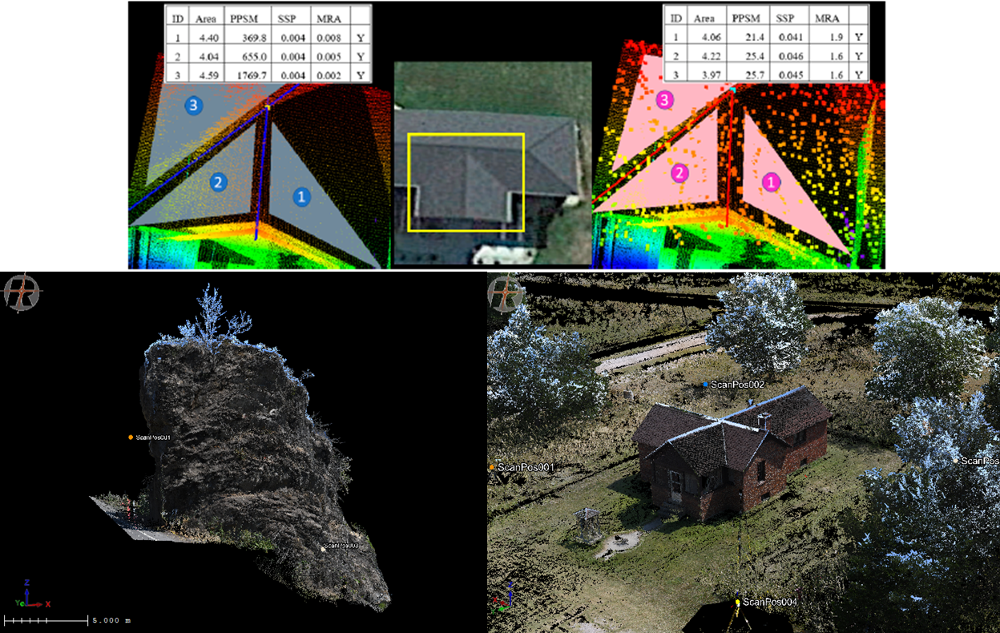 ID Area PPSM SSP MRA
1 4.40 369.8 0.004 0.008 Y
2 4.04 655.0 0.004 0.005 Y
3 4.59 1769.7 0.004 0.002 Y
ID Area PPSM SSP MRA
1 4.06 21.4 0.041 1.9 Y
2 4.22 25.4 0.046 1.6 Y
3 3.97 25.7 0.045 1.6 Y
3
2
1
3
2
1
ScanPos001
ScanPos003
Z
Y X
5.000 m
ScanPos002
ScanPos001
ScanPos
Z
ScanPos004